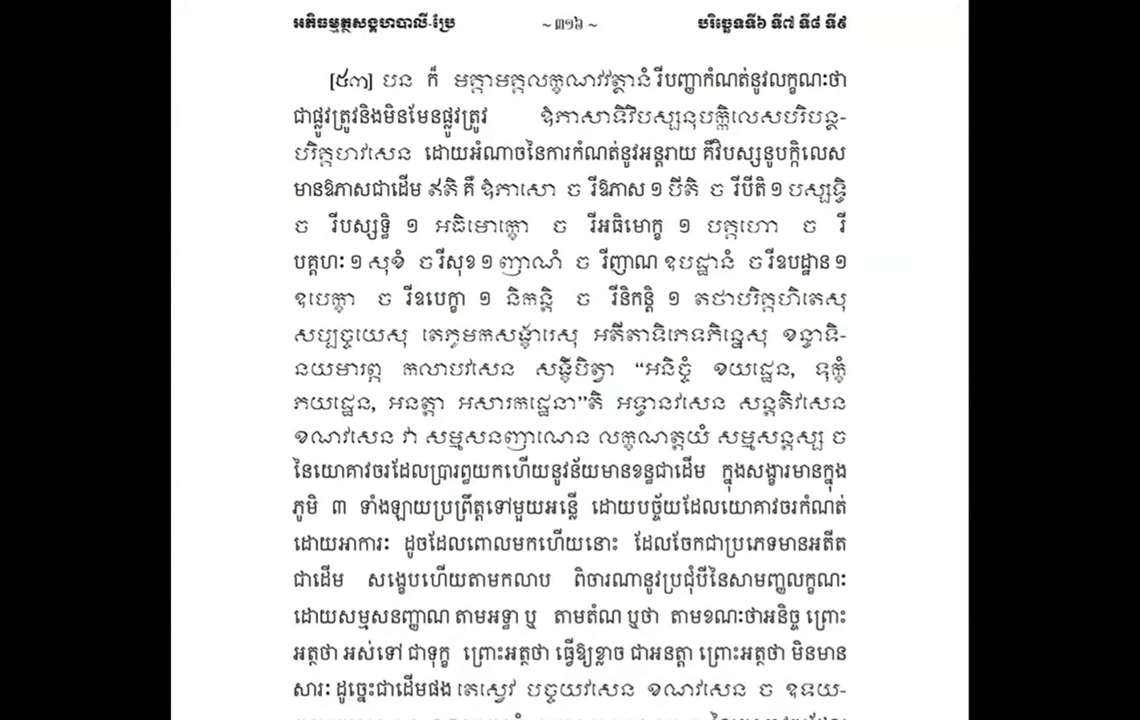 អភិធម្មត្ថសង្គហបាលី-ប្រែ ~ ៣១៦ ~ បរិច្ឆេទទី៦ ទី៧ ទី៨ ទី៩
[៥៣] បន ក៏ មគ្គាមគ្គលក្ខណវវត្ថានំ រីបញ្ញាកំណត់នូវលក្ខណៈថា
ជាផ្លូវត្រូវនិងមិនមែនផ្លូវត្រូវ ឱភាសាទិវិបស្សនុបក្កិលេសបរិបន្ថ-
បរិគ្គហវសេន ដោយអំណាចនៃការកំណត់នូវអន្តរាយ គឺវិបស្សនូបក្កិលេស
មានឱភាសជាដើម ឥតិ គឺ ឱភាសោ ច រីឱភាស ១ បីតិ ច រីបីតិ ១ បស្សទ្ធិ
ច រីបស្សទ្ធិ ១ អធិមោក្ខោ ច រីអធិមោក្ខ ១ បគ្គហោ ច រី
បគ្គហៈ ១ សុខំ ច រីសុខ ១ ញាណំ ច រីញាណ ឧបដ្ឋានំ ច រីឧបដ្ឋាន ១
ឧបេក្ខា ច រីឧបេក្ខា ១ និកន្តិ ច រីនិកន្តិ ១ តថាបរិគ្គហិតេសុ
សប្បច្ចយេសុ តេភូមកសង្ខារេសុ អតីតាទិភេទភិន្នេសុ ខន្ធាទិ-
នយមារព្ភ កលាបវសេន សង្ខិបិត្វា “អនិច្ចំ ខយដ្ឋេន, ទុក្ខំ
ភយដ្ឋេន, អនត្តា អសារកដ្ឋេនា”តិ អទ្ធានវសេន សន្តតិវសេន
ខណវសេន វា សម្មសនញាណេន លក្ខណត្តយំ សម្មសន្តស្ស ច
នៃយោគាវចរដែលប្រារព្ធយកហើយនូវន័យមានខន្ធជាដើម ក្នុងសង្ខារមានក្នុង
ភូមិ ៣ ទាំងឡាយប្រព្រឹត្តទៅមួយអន្លើ ដោយបច្ច័យដែលយោគាវចរកំណត់
ដោយអាការៈ ដូចដែលពោលមកហើយនោះ ដែលចែកជាប្រភេទមានអតីត
ជាដើម សង្ខេបហើយតាមកលាប ពិចារណានូវប្រជុំបីនៃសាមញ្ញលក្ខណៈ
ដោយសម្មសនញ្ញាណ តាមអទ្ធា ឬ តាមតំណ ឬថា តាមខណៈថាអនិច្ច ព្រោះ
អត្ថថា អស់ទៅ ជាទុក្ខ ព្រោះអត្ថថា ធ្វើឱ្យខ្លាច ជាអនត្តា ព្រោះអត្ថថា មិនមាន
សារៈ ដូច្នេះជាដើមផង តេស្វេវ បច្ចយវសេន ខណវសេន ច ឧទយ-